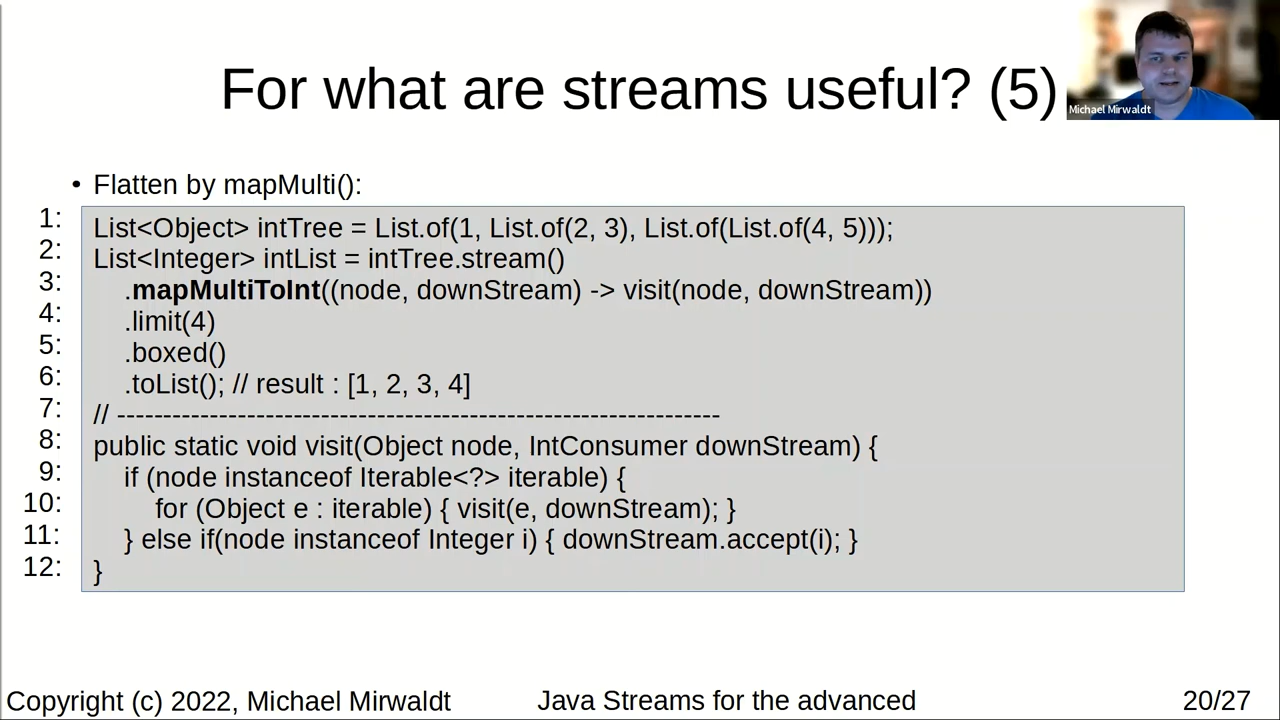 For what are streams useful? (5)
Michael Mirwaldt
• Flatten by mapMulti():
1: List<Object> intTree = List.of(1, List.of(2, 3), List.of(List.of(4, 5)));
2: List<Integer> intList = intTree.stream()
3: .mapMultiToInt((node, downStream) -> visit(node, downStream))
4: .limit(4)
5: .boxed()
6: .toList(); // result : [1, 2, 3, 4]
7: // -----------------------------------------------------------------
8: public static void visit(Object node, IntConsumer downStream) {
9: if (node instanceof Iterable<?> iterable) {
10: for (Object e : iterable) { visit(e, downStream); }
11: } else if(node instanceof Integer i) { downStream.accept(i); }
12: }
Copyright (c) 2022, Michael Mirwaldt Java Streams for the advanced 20/27